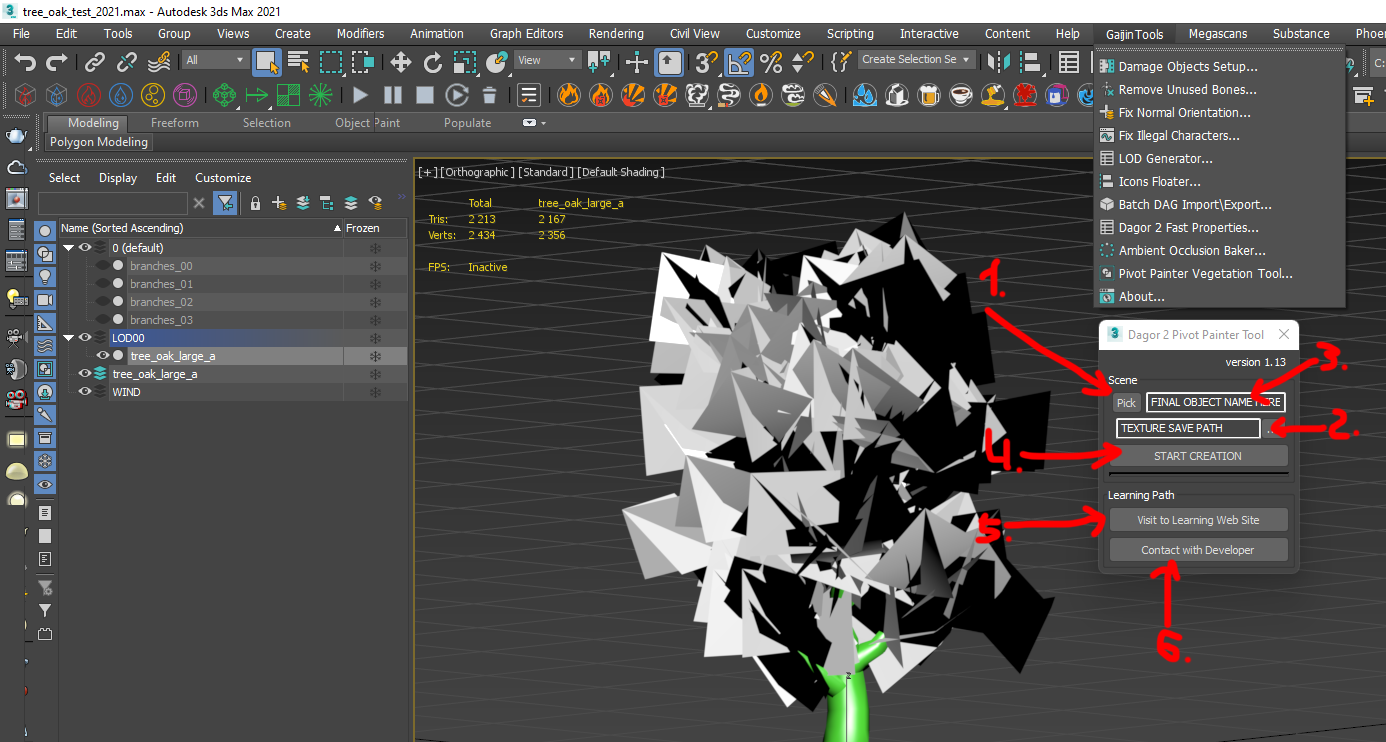 tree_oak_test_2021.max - Autodesk 3ds Max 2021
File Edit Tools Group Views Create Modifiers Animation Graph Editors Rendering Civil View Customize Scripting Interactive Content Help GaijinTools Megascans Substance Phoe
All View Create Selection Se C:
Modeling Freeform Selection Object Paint Populate
Polygon Modeling
Select Display Edit Customize
Name (Sorted Ascending) Frozen
0 (default)
branches_00
branches_01
branches_02
branches_03
LOD00
tree_oak_large_a
tree_oak_large_a
WIND
[+] [Orthographic] [Standard] [Default Shading]
Total tree_oak_large_a
Tris: 2 213 2 167
Verts: 2 434 2 356
FPS: Inactive
z
Damage Objects Setup...
Remove Unused Bones...
Fix Normal Orientation...
Fix Illegal Characters...
LOD Generator...
Icons Floater...
Batch DAG Import\Export...
Dagor 2 Fast Properties...
Ambient Occlusion Baker...
Pivot Painter Vegetation Tool...
About...
Dagor 2 Pivot Painter Tool
version 1.13
Scene
Pick FINAL OBJECT NAME HERE
TEXTURE SAVE PATH
START CREATION
Learning Path
Visit to Learning Web Site
Contact with Developer
1.
3.
2.
4.
5.
6.